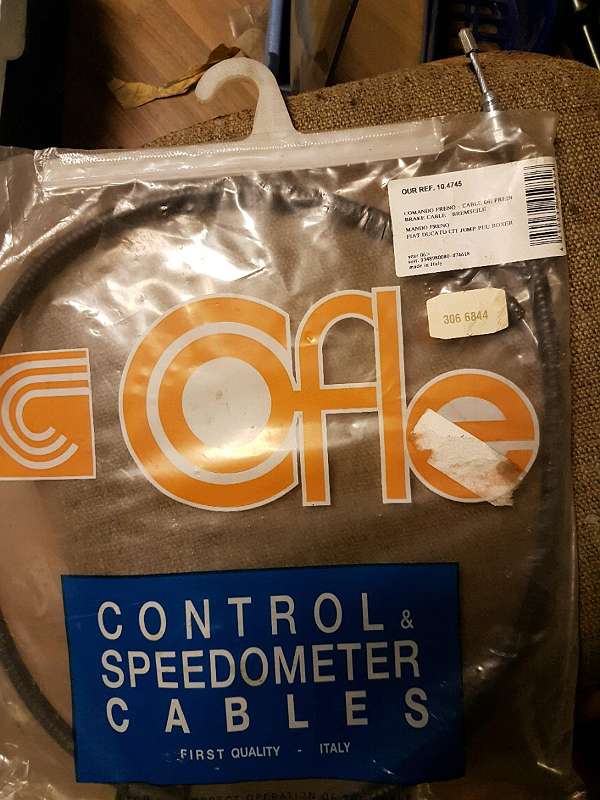 OUR REF. 10.4745
COMANDO FRENO - CABLE DE FREIN
BRAKE CABLE - BREMSEILE
MANDO FRENO
FIAT DUCATO CIT JUMP PEU BOXER
made in Italy
306 6844
Cofle
CONTROL &
SPEEDOMETER
CABLES
FIRST QUALITY - ITALY